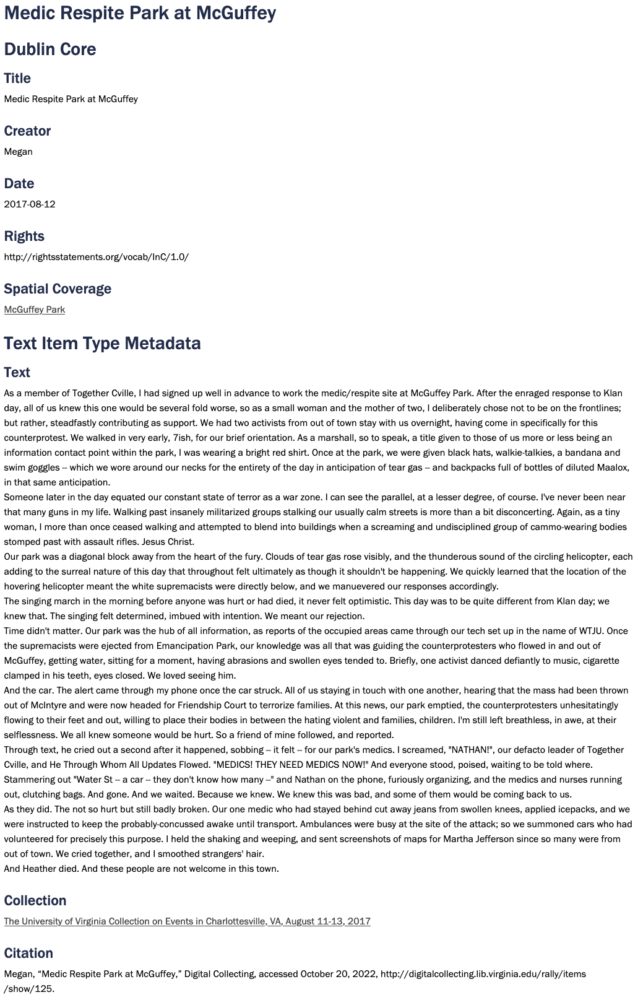 Medic Respite Park at McGuffey
Dublin Core
Title
Medic Respite Park at McGuffey
Creator
Megan
Date
2017-08-12
Rights
http://rightsstatements.org/vocab/InC/1.0/
Spatial Coverage
McGuffey Park
Text Item Type Metadata
Text
As a member of Together Cville, I had signed up well in advance to work the medic/respite site at McGuffey Park. After the enraged response to Klan
day, all of us knew this one would be several fold worse, so as a small woman and the mother of two, I deliberately chose not to be on the frontlines;
but rather, steadfastly contributing as support. We had two activists from out of town stay with us overnight, having come in specifically for this
counterprotest. We walked in very early, 7ish, for our brief orientation. As a marshall, so to speak, a title given to those of us more or less being an
information contact point within the park, I was wearing a bright red shirt. Once at the park, we were given black hats, walkie-talkies, a bandana and
swim goggles -- which we wore around our necks for the entirety of the day in anticipation of tear gas -- and backpacks full of bottles of diluted Maalox,
in that same anticipation.
Someone later in the day equated our constant state of terror as a war zone. I can see the parallel, at a lesser degree, of course. I've never been near
that many guns in my life. Walking past insanely militarized groups stalking our usually calm streets is more than a bit disconcerting. Again, as a tiny
woman, I more than once ceased walking and attempted to blend into buildings when a screaming and undisciplined group of cammo-wearing bodies
stomped past with assault rifles. Jesus Christ.
Our park was a diagonal block away from the heart of the fury. Clouds of tear gas rose visibly, and the thunderous sound of the circling helicopter, each
adding to the surreal nature of this day that throughout felt ultimately as though it shouldn't be happening. We quickly learned that the location of the
hovering helicopter meant the white supremacists were directly below, and we manuevered our responses accordingly.
The singing march in the morning before anyone was hurt or had died, it never felt optimistic. This day was to be quite different from Klan day; we
knew that. The singing felt determined, imbued with intention. We meant our rejection.
Time didn't matter. Our park was the hub of all information, as reports of the occupied areas came through our tech set up in the name of WTJU. Once
the supremacists were ejected from Emancipation Park, our knowledge was all that was guiding the counterprotesters who flowed in and out of
McGuffey, getting water, sitting for a moment, having abrasions and swollen eyes tended to. Briefly, one activist danced defiantly to music, cigarette
clamped in his teeth, eyes closed. We loved seeing him.
And the car. The alert came through my phone once the car struck. All of us staying in touch with one another, hearing that the mass had been thrown
out of McIntyre and were now headed for Friendship Court to terrorize families. At this news, our park emptied, the counterprotesters unhesitatingly
flowing to their feet and out, willing to place their bodies in between the hating violent and families, children. I'm still left breathless, in awe, at their
selflessness. We all knew someone would be hurt. So a friend of mine followed, and reported.
Through text, he cried out a second after it happened, sobbing -- it felt -- for our park's medics. I screamed, "NATHAN!", our defacto leader of Together
Cville, and He Through Whom All Updates Flowed. "MEDICS! THEY NEED MEDICS NOW!" And everyone stood, poised, waiting to be told where.
Stammering out "Water St -- a car -- they don't know how many --" and Nathan on the phone, furiously organizing, and the medics and nurses running
out, clutching bags. And gone. And we waited. Because we knew. We knew this was bad, and some of them would be coming back to us.
As they did. The not so hurt but still badly broken. Our one medic who had stayed behind cut away jeans from swollen knees, applied icepacks, and we
were instructed to keep the probably-concussed awake until transport. Ambulances were busy at the site of the attack; so we summoned cars who had
volunteered for precisely this purpose. I held the shaking and weeping, and sent screenshots of maps for Martha Jefferson since so many were from
out of town. We cried together, and I smoothed strangers' hair.
And Heather died. And these people are not welcome in this town.
Collection
The University of Virginia Collection on Events in Charlottesville, VA, August 11-13, 2017
Citation
Megan, “Medic Respite Park at McGuffey,” Digital Collecting, accessed October 20, 2022, http://digitalcollecting.lib.virginia.edu/rally/items
/show/125.